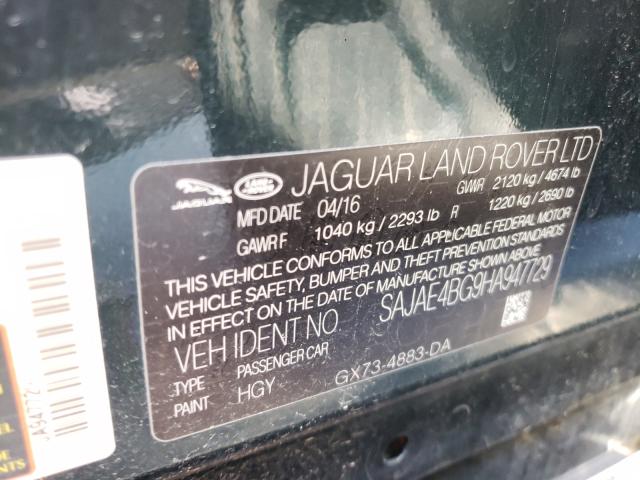 JAGUAR
LAND ROVER
JAGUAR LAND ROVER LTD
MFD DATE 04/16 GVWR 2120 kg / 4674 lb
GAWR F 1040 kg / 2293 lb R 1220 kg / 2690 lb
THIS VEHICLE CONFORMS TO ALL APPLICABLE FEDERAL MOTOR
VEHICLE SAFETY, BUMPER AND THEFT PREVENTION STANDARDS
IN EFFECT ON THE DATE OF MANUFACTURE SHOWN ABOVE
VEH IDENT NO SAJAE4BG9HA947729
TYPE PASSENGER CAR
PAINT HGY GX73-4883-DA